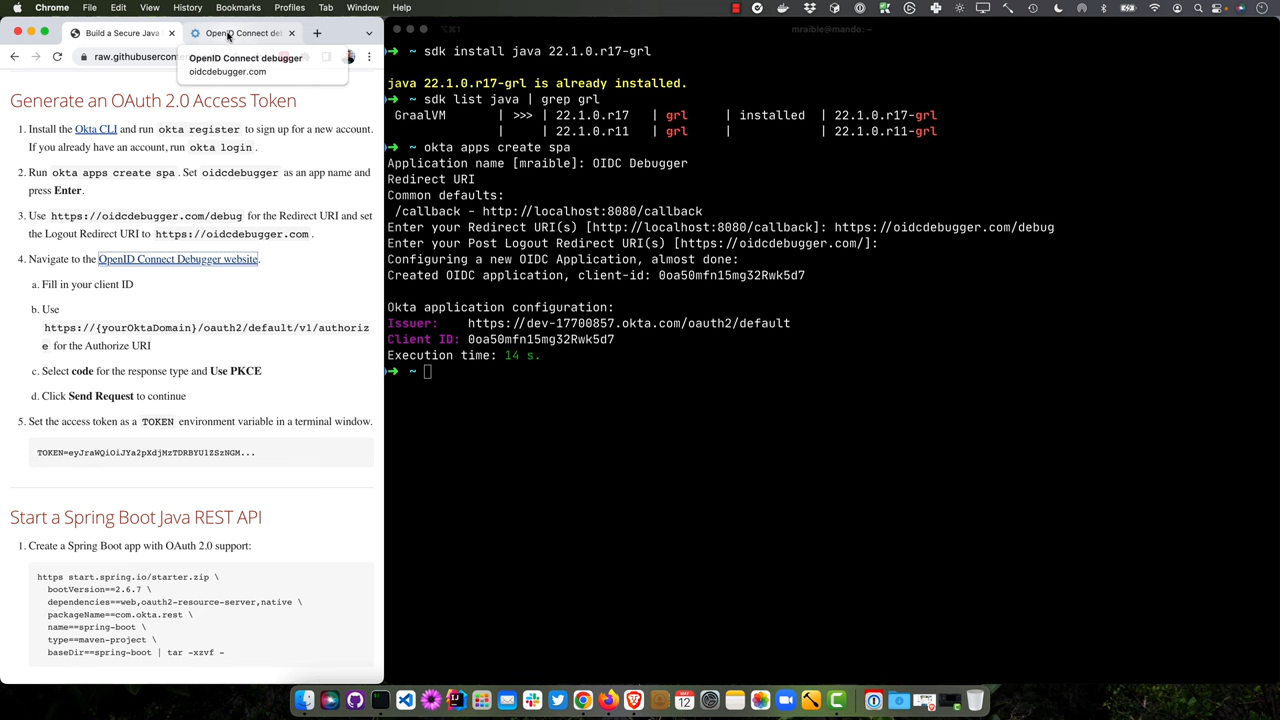 Chrome File Edit View History Bookmarks Profiles Tab Window Help
Build a Secure Java
OpenID Connect de
raw.githubusercon
OpenID Connect debugger
oidcdebugger.com
Generate an OAuth 2.0 Access Token
1. Install the Okta CLI and run okta register to sign up for a new account.
If you already have an account, run okta login.
2. Run okta apps create spa. Set oidcdebugger as an app name and
press Enter.
3. Use https://oidcdebugger.com/debug for the Redirect URI and set
the Logout Redirect URI to https://oidcdebugger.com.
4. Navigate to the OpenID Connect Debugger website.
a. Fill in your client ID
b. Use
https://{yourOktaDomain}/oauth2/default/v1/authoriz
e for the Authorize URI
c. Select code for the response type and Use PKCE
d. Click Send Request to continue
5. Set the access token as a TOKEN environment variable in a terminal window.
TOKEN=eyJraWQiOiJYa2pXdjMzTDRBYU1ZSzNGM...
Start a Spring Boot Java REST API
1. Create a Spring Boot app with OAuth 2.0 support:
https start.spring.io/starter.zip \
bootVersion==2.6.7 \
dependencies==web,oauth2-resource-server,native \
packageName==com.okta.rest \
name==spring-boot \
type==maven-project \
baseDir==spring-boot | tar -xzvf -
⌥⌘1
mraible@mando: ~
➜ ~ sdk install java 22.1.0.r17-grl
java 22.1.0.r17-grl is already installed.
➜ ~ sdk list java | grep grl
GraalVM | >>> | 22.1.0.r17 | grl | installed | 22.1.0.r17-grl
| | 22.1.0.r11 | grl | | 22.1.0.r11-grl
➜ ~ okta apps create spa
Application name [mraible]: OIDC Debugger
Redirect URI
Common defaults:
/callback - http://localhost:8080/callback
Enter your Redirect URI(s) [http://localhost:8080/callback]: https://oidcdebugger.com/debug
Enter your Post Logout Redirect URI(s) [https://oidcdebugger.com/]:
Configuring a new OIDC Application, almost done:
Created OIDC application, client-id: 0oa50mfn15mg32Rwk5d7
Okta application configuration:
Issuer: https://dev-17700857.okta.com/oauth2/default
Client ID: 0oa50mfn15mg32Rwk5d7
Execution time: 14 s.
➜ ~
12